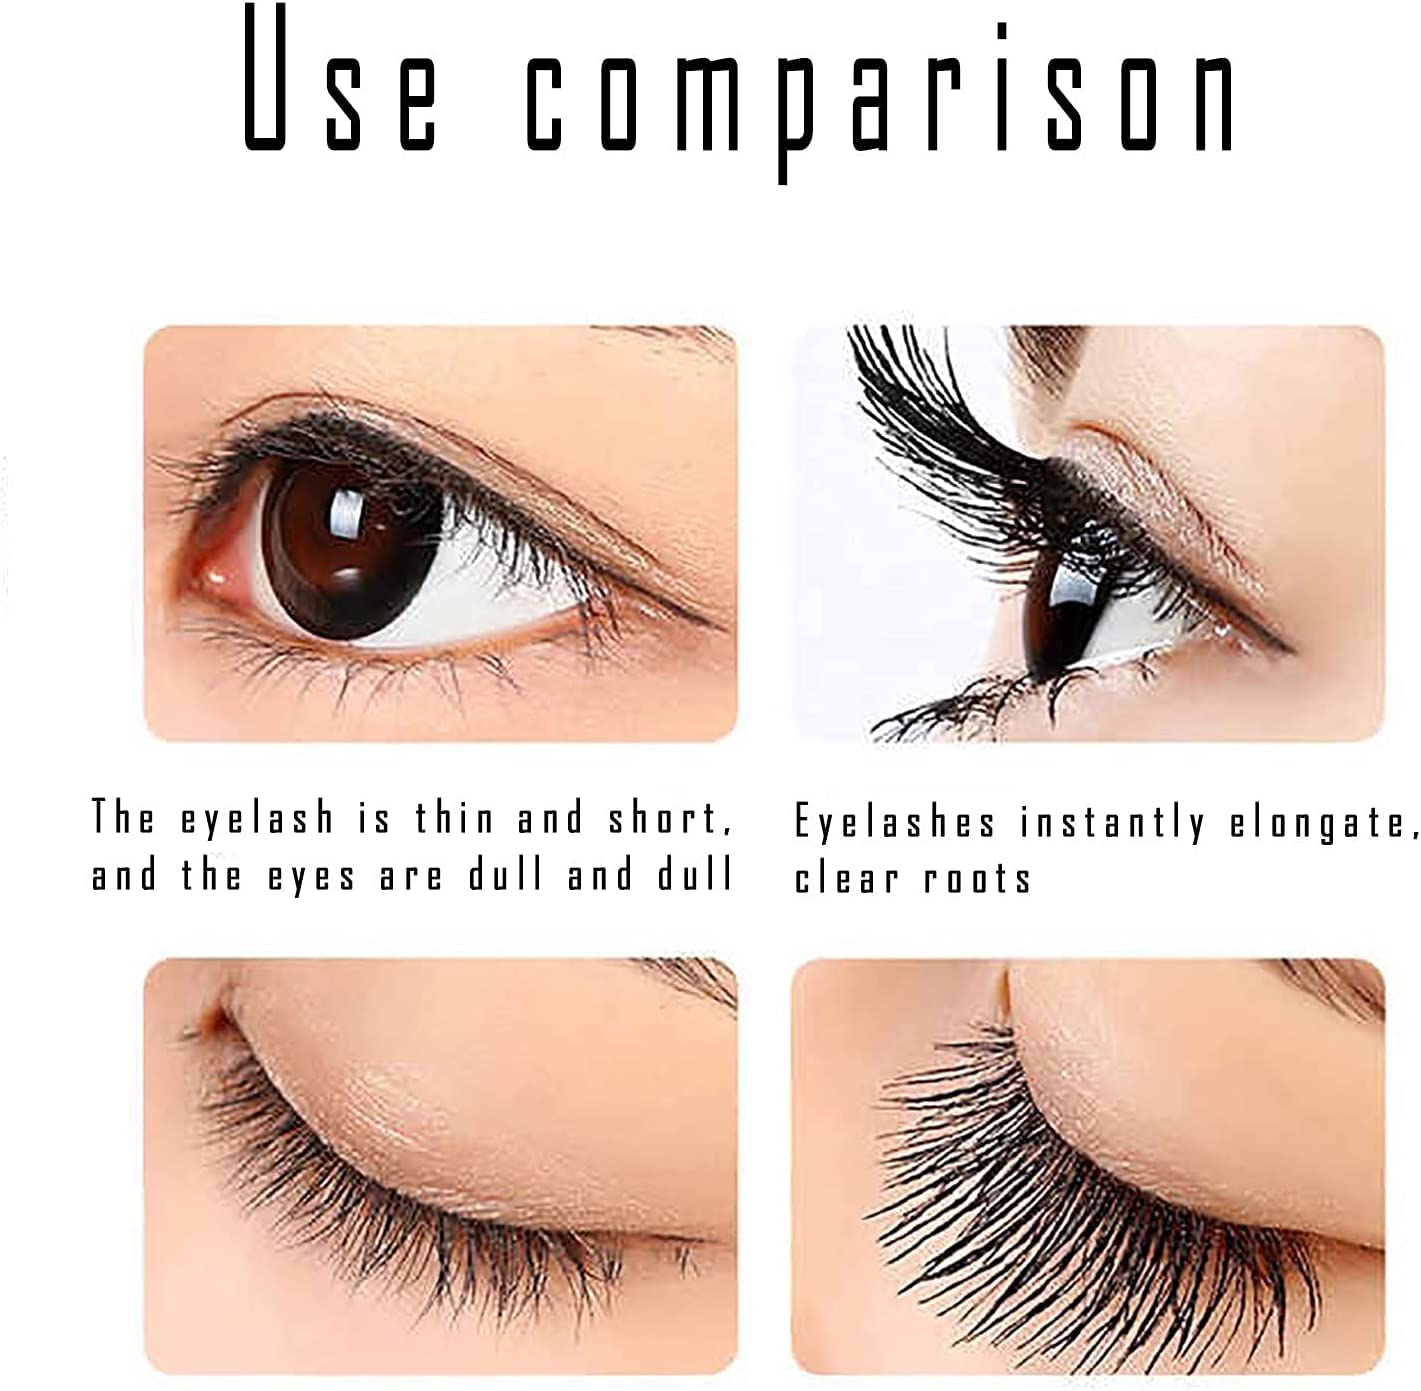 Use comparison
The eyelash is thin and short,
and the eyes are dull and dull
Eyelashes instantly elongate,
clear roots